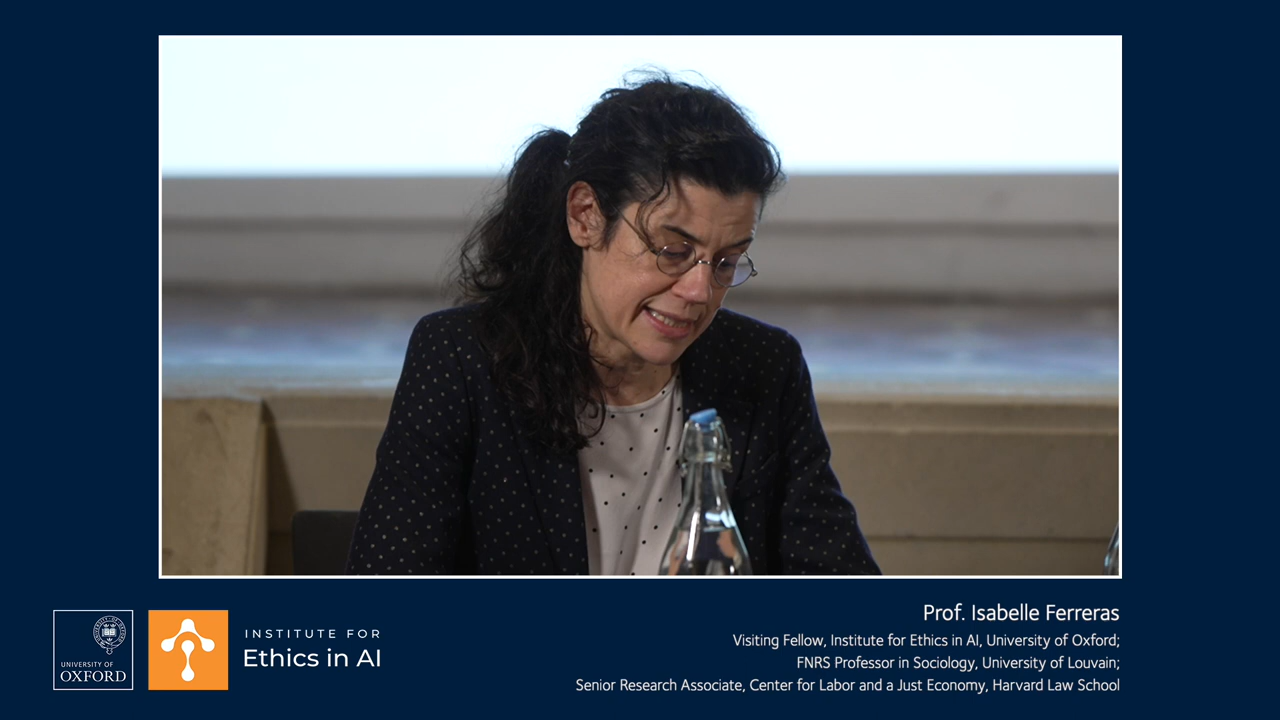 UNIVERSITY OF
OXFORD
INSTITUTE FOR
Ethics in AI
Prof. Isabelle Ferreras
Visiting Fellow, Institute for Ethics in AI, University of Oxford;
FNRS Professor in Sociology, University of Louvain;
Senior Research Associate, Center for Labor and a Just Economy, Harvard Law School